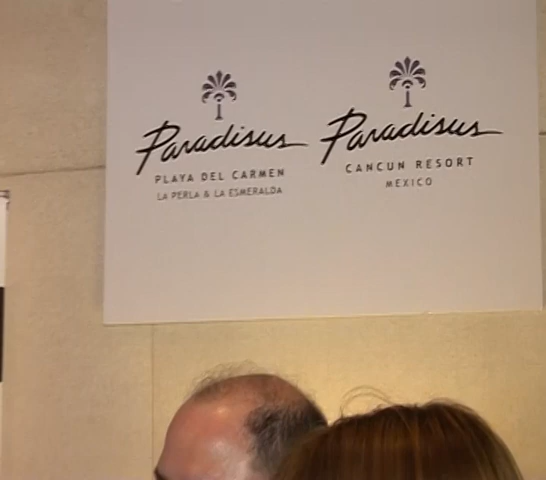 Paradisus
PLAYA DEL CARMEN
LA PERLA & LA ESMERALDA
Paradisus
CANCUN RESORT
MEXICO